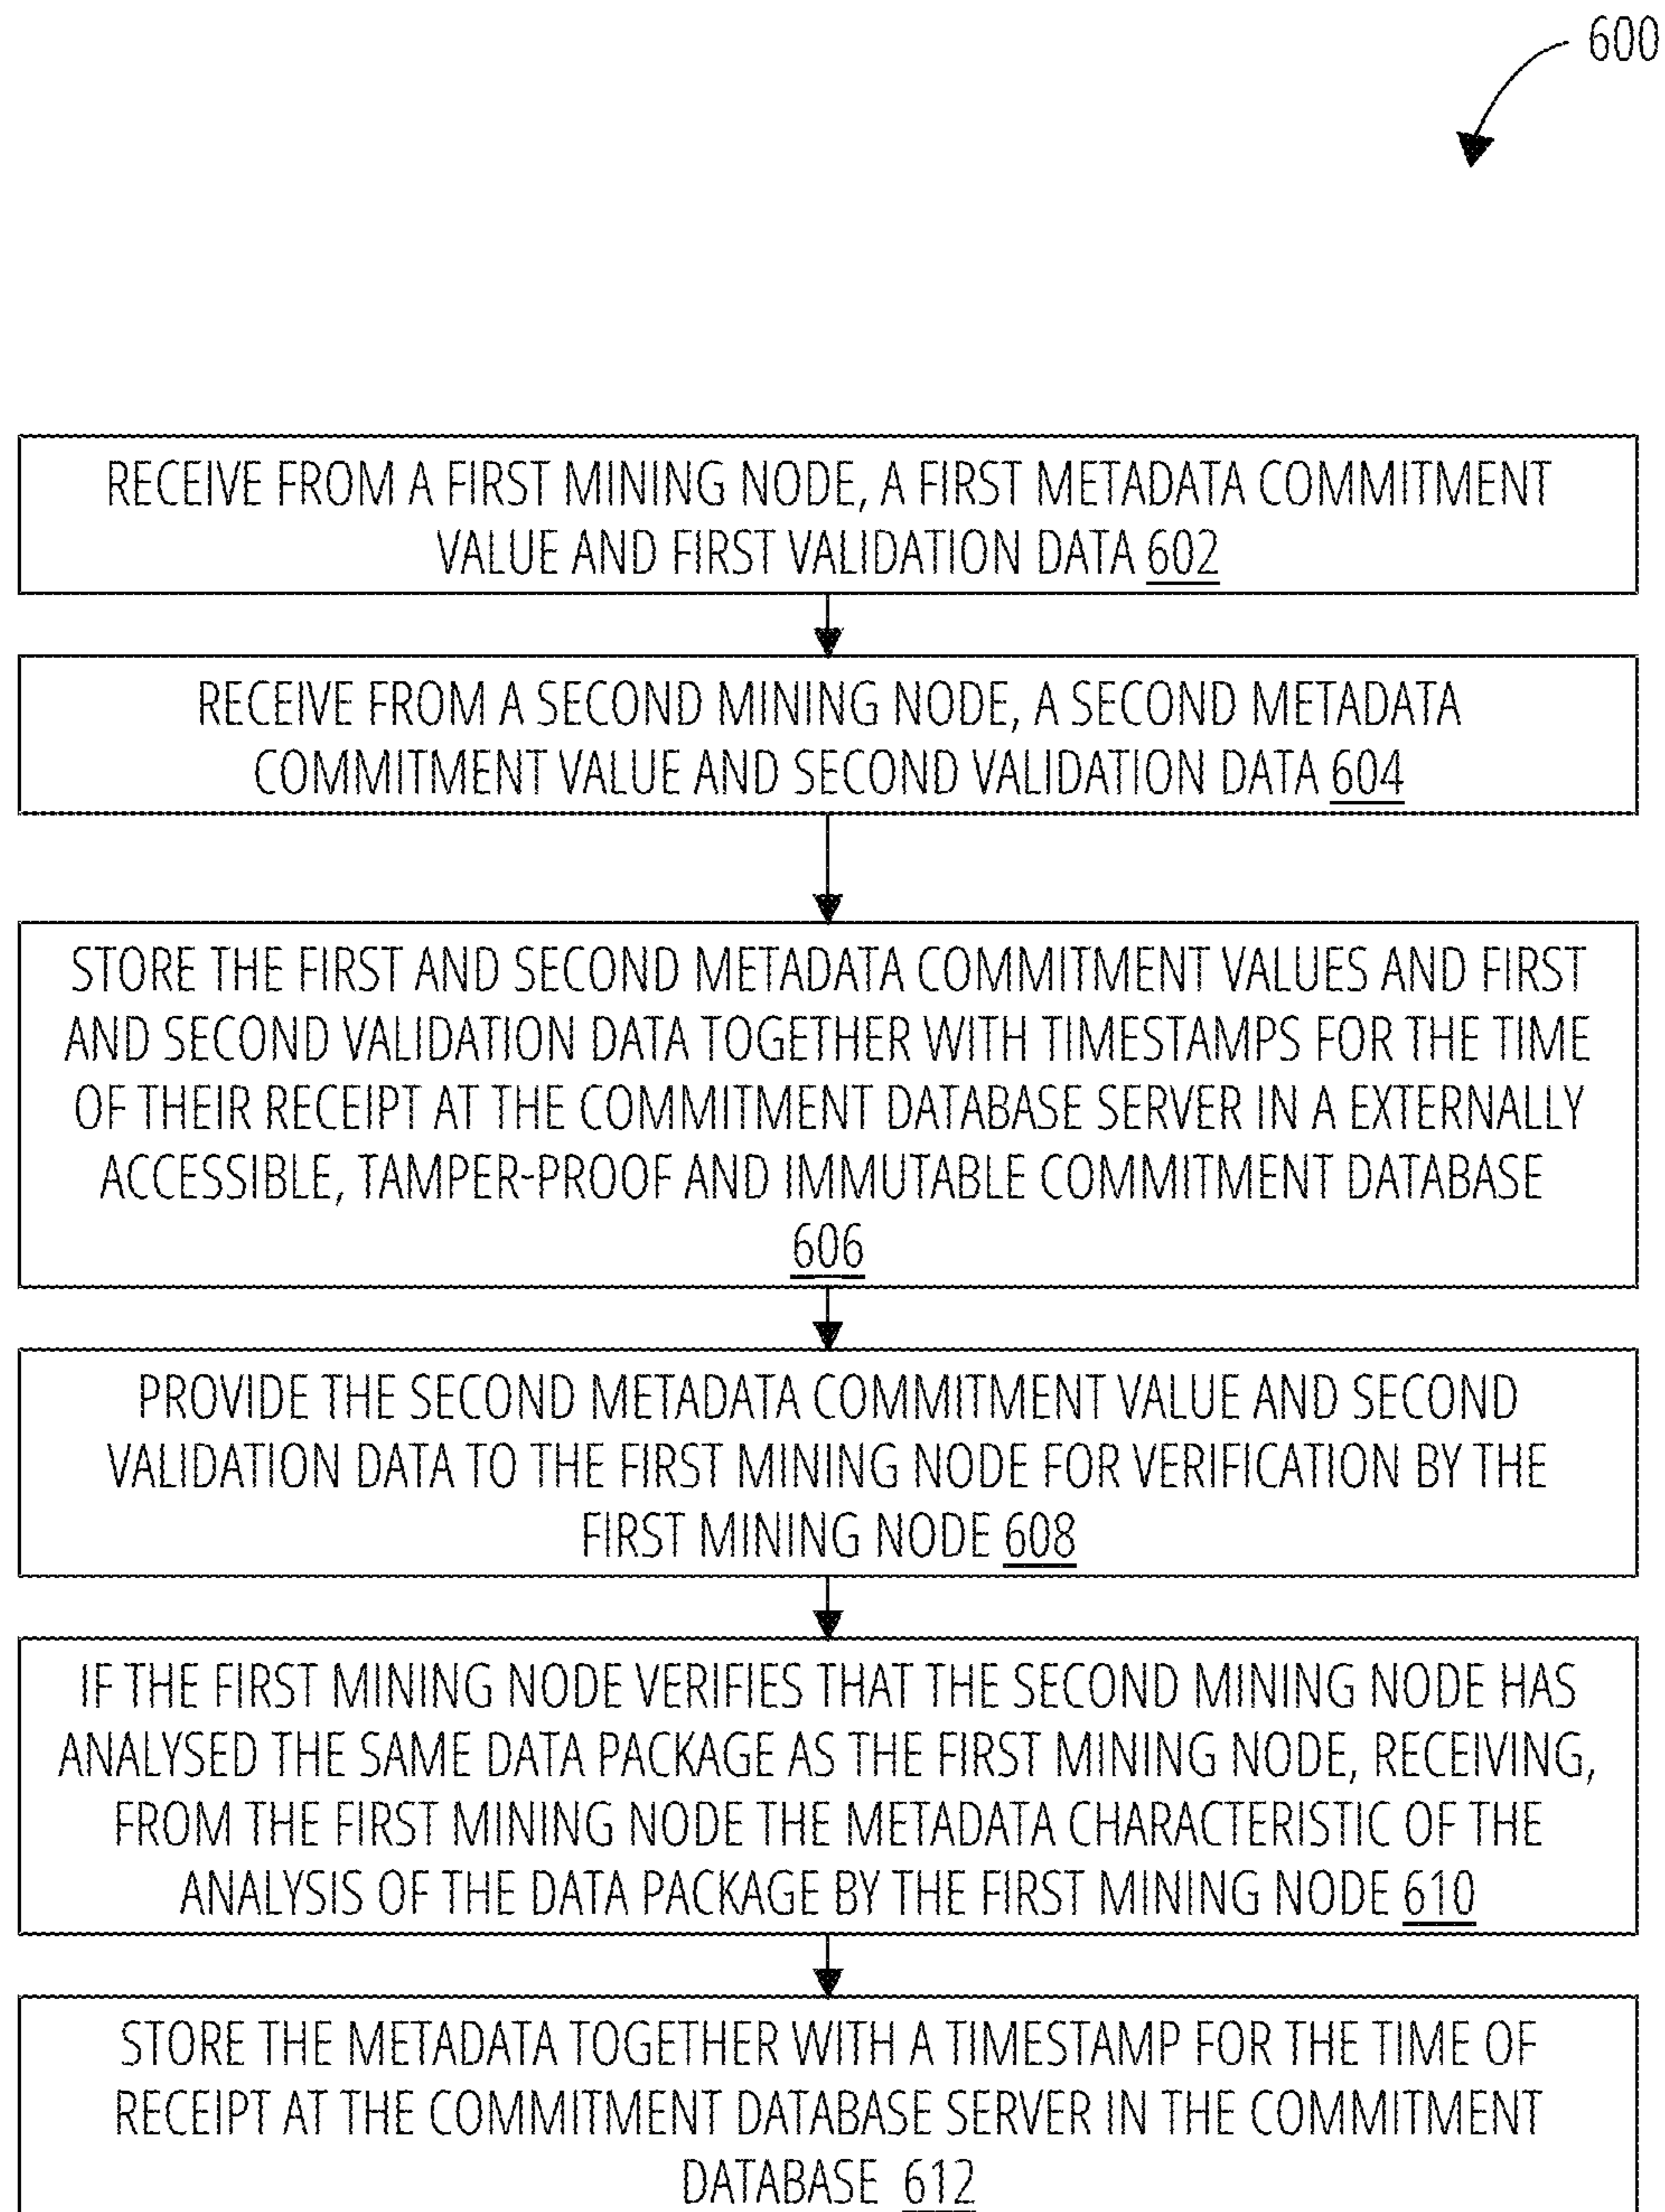 600
RECEIVE FROM A FIRST MINING NODE, A FIRST METADATA COMMITMENT
VALUE AND FIRST VALIDATION DATA 602
RECEIVE FROM A SECOND MINING NODE, A SECOND METADATA
COMMITMENT VALUE AND SECOND VALIDATION DATA 604
STORE THE FIRST AND SECOND METADATA COMMITMENT VALUES AND FIRST
AND SECOND VALIDATION DATA TOGETHER WITH TIMESTAMPS FOR THE TIME
OF THEIR RECEIPT AT THE COMMITMENT DATABASE SERVER IN A EXTERNALLY
ACCESSIBLE, TAMPER-PROOF AND IMMUTABLE COMMITMENT DATABASE
606
PROVIDE THE SECOND METADATA COMMITMENT VALUE AND SECOND
VALIDATION DATA TO THE FIRST MINING NODE FOR VERIFICATION BY THE
FIRST MINING NODE 608
IF THE FIRST MINING NODE VERIFIES THAT THE SECOND MINING NODE HAS
ANALYSED THE SAME DATA PACKAGE AS THE FIRST MINING NODE, RECEIVING,
FROM THE FIRST MINING NODE THE METADATA CHARACTERISTIC OF THE
ANALYSIS OF THE DATA PACKAGE BY THE FIRST MINING NODE 610
STORE THE METADATA TOGETHER WITH A TIMESTAMP FOR THE TIME OF
RECEIPT AT THE COMMITMENT DATABASE SERVER IN THE COMMITMENT
DATABASE 612